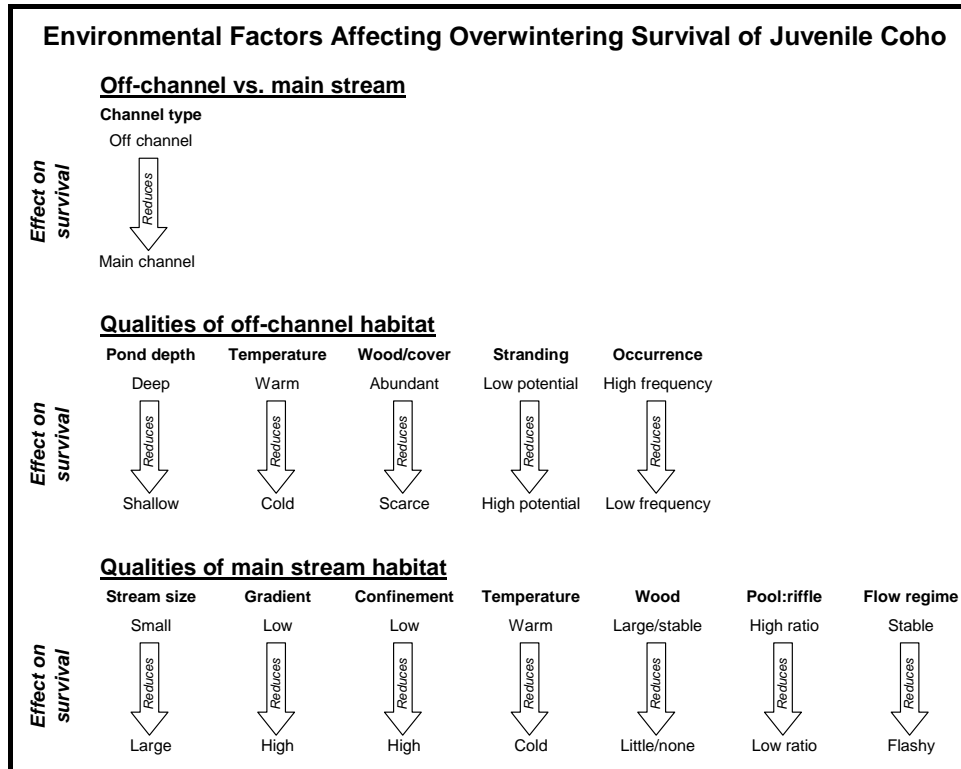 Environmental Factors Affecting Overwintering Survival of Juvenile Coho
Off-channel vs. main stream
Channel type
Off channel
Effect on
survival
Reduces
Main channel
Qualities of off-channel habitat
Pond depth Temperature Wood/cover Stranding Occurrence
Deep Warm Abundant Low potential High frequency
Effect on
survival
Reduces Reduces Reduces Reduces Reduces
Shallow Cold Scarce High potential Low frequency
Qualities of main stream habitat
Stream size Gradient Confinement Temperature Wood Pool:riffle Flow regime
Small Low Low Warm Large/stable High ratio Stable
Effect on
survival
Reduces Reduces Reduces Reduces Reduces Reduces Reduces
Large High High Cold Little/none Low ratio Flashy